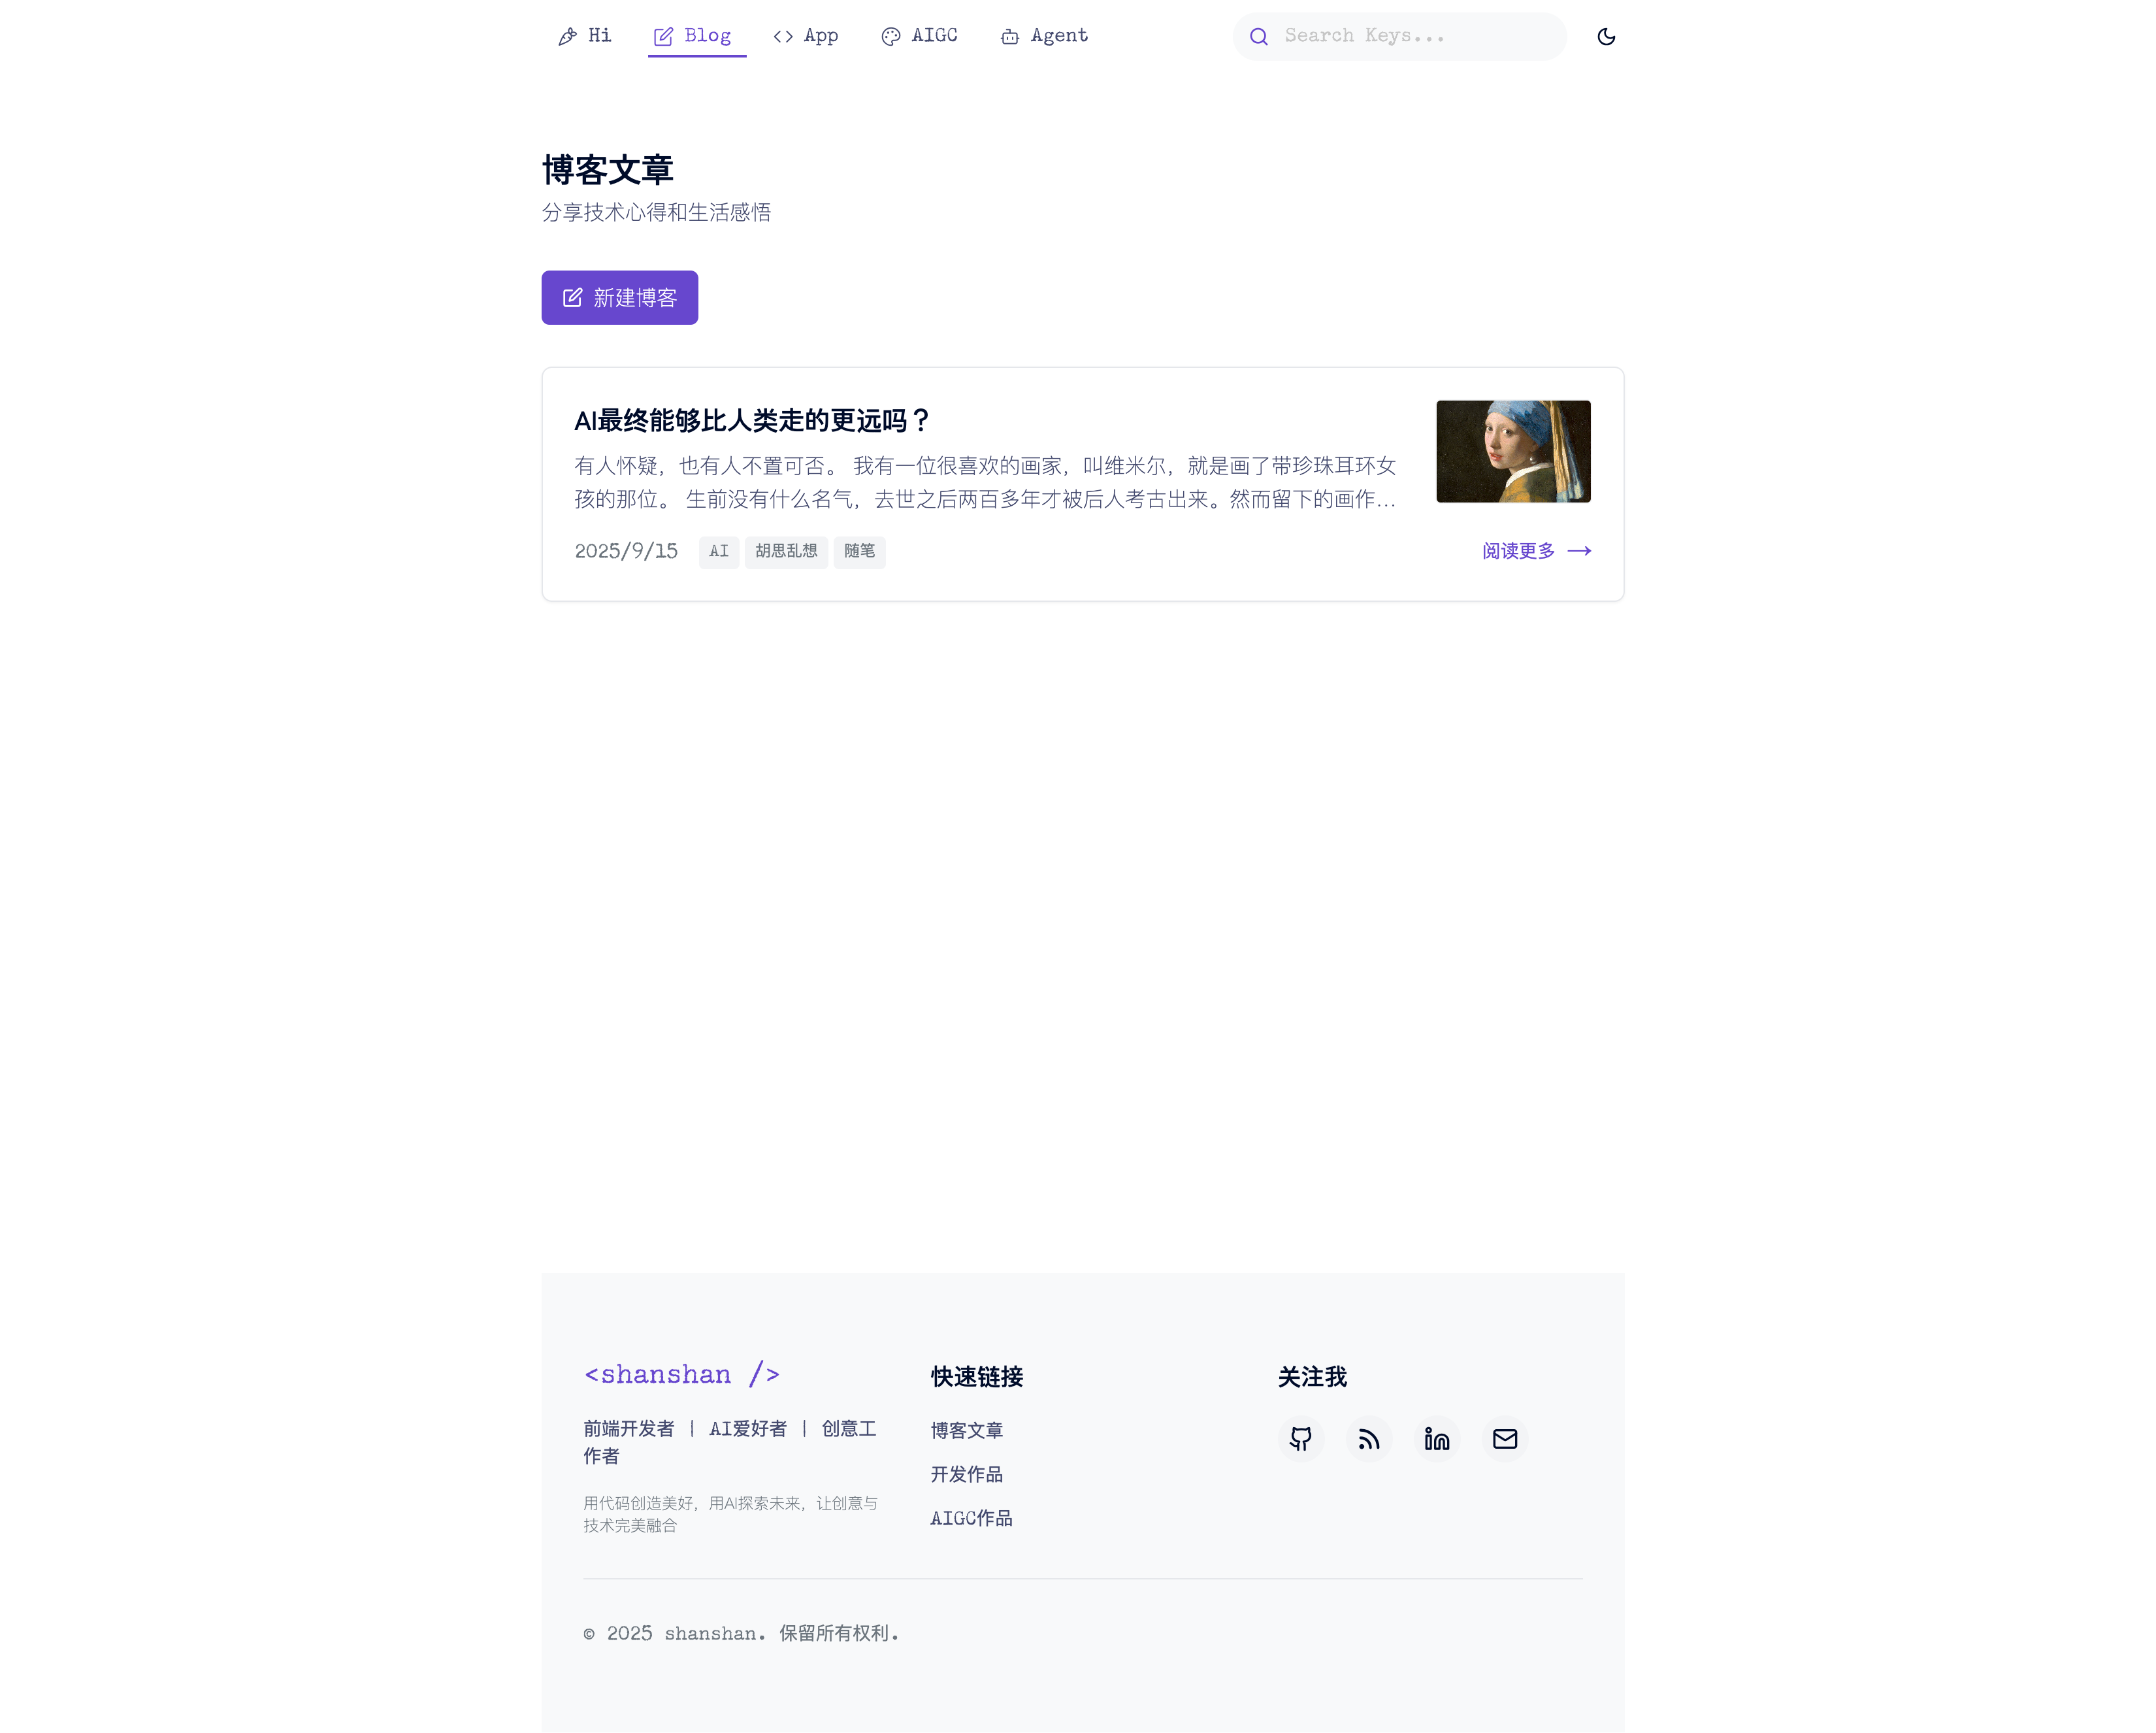 Hi Blog App AIGC Agent Search Keys...
博客文章
分享技术心得和生活感悟
新建博客
AI最终能够比人类走的更远吗？
有人怀疑，也有人不置可否。 我有一位很喜欢的画家，叫维米尔，就是画了带珍珠耳环女
孩的那位。 生前没有什么名气，去世之后两百多年才被后人考古出来。然而留下的画作...
2025/9/15 AI 胡思乱想 随笔 阅读更多 →
<shanshan />
前端开发者 | AI爱好者 | 创意工
作者
用代码创造美好，用AI探索未来，让创意与
技术完美融合
快速链接
博客文章
开发作品
AIGC作品
关注我
© 2025 shanshan. 保留所有权利.